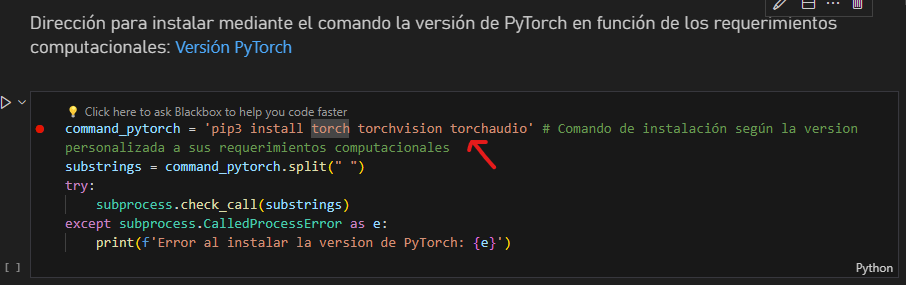 Dirección para instalar mediante el comando la versión de PyTorch en función de los requerimientos
computacionales: Versión PyTorch
Click here to ask Blackbox to help you code faster
command_pytorch = 'pip3 install torch torchvision torchaudio' # Comando de instalación según la version
personalizada a sus requerimientos computacionales
substrings = command_pytorch.split(" ")
try:
    subprocess.check_call(substrings)
except subprocess.CalledProcessError as e:
    print(f'Error al instalar la version de PyTorch: {e}')
[ ]
Python